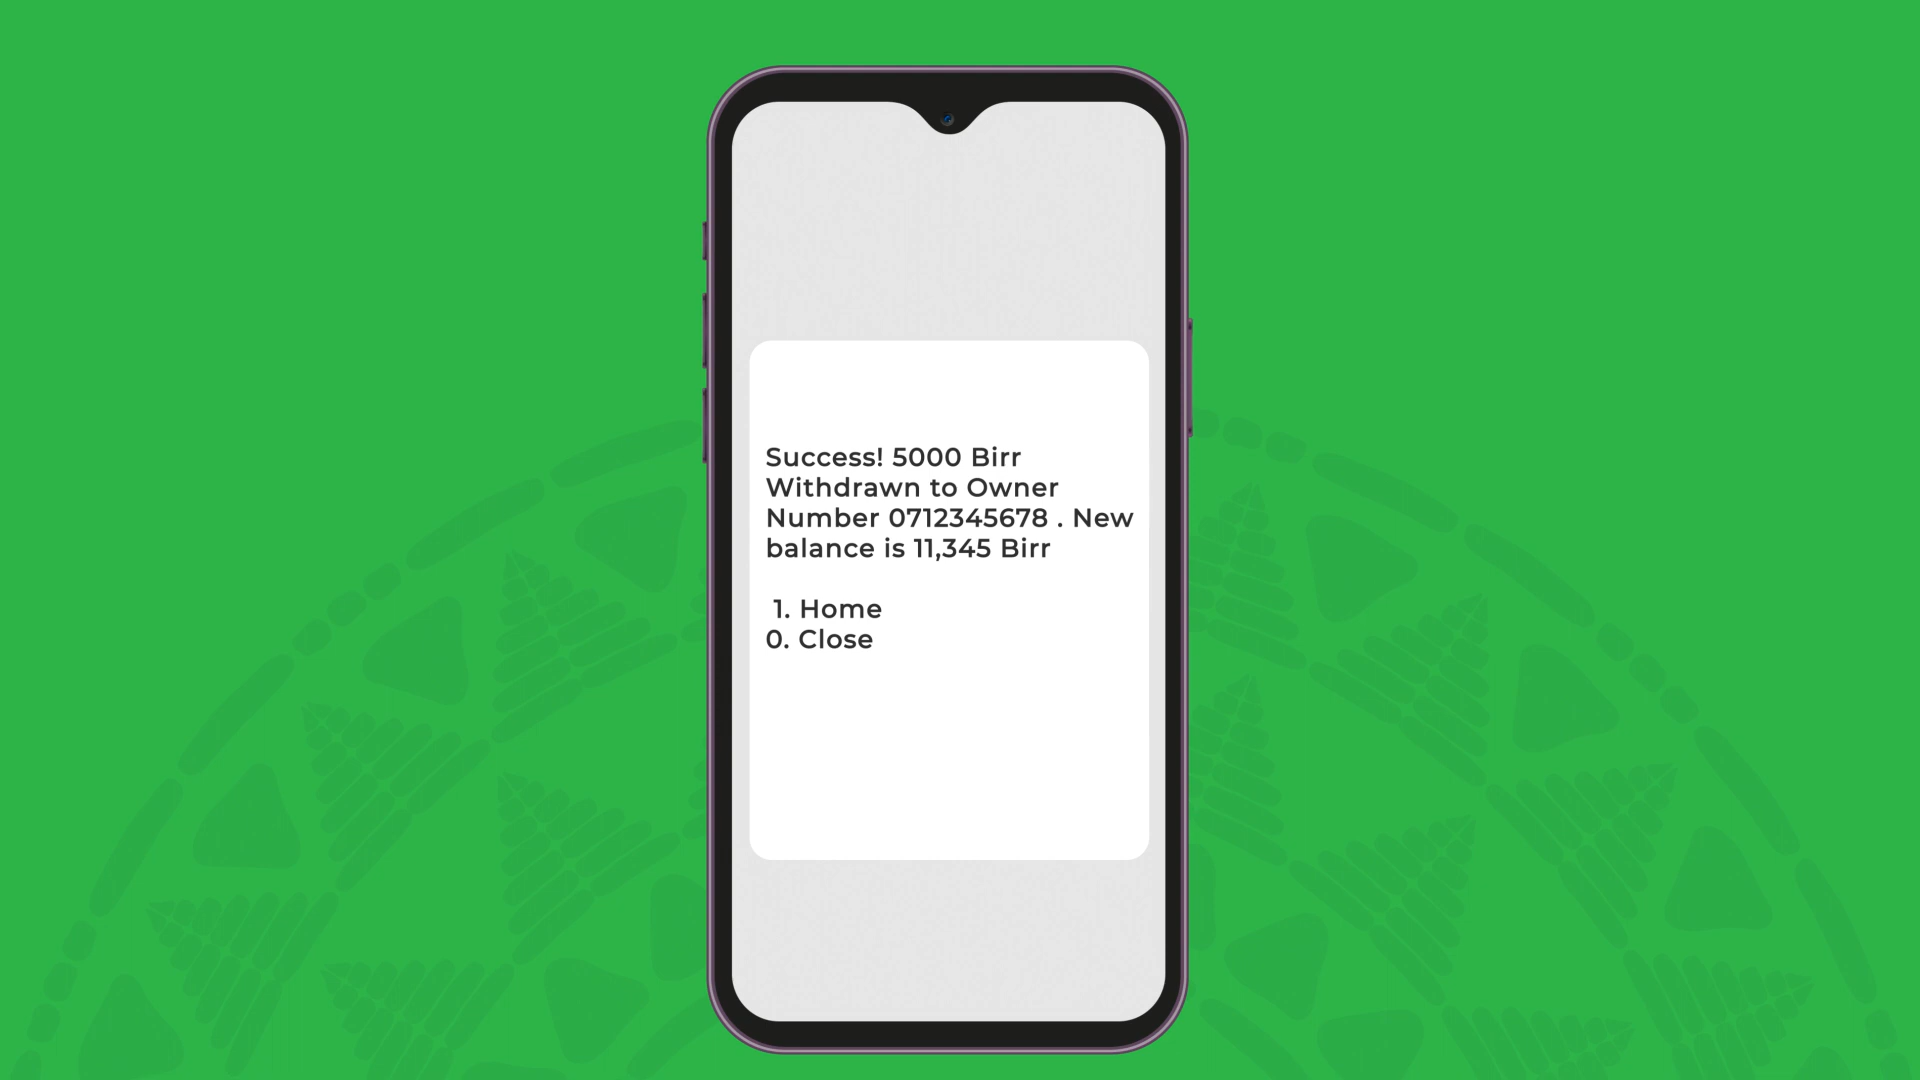 Success! 5000 Birr
Withdrawn to Owner
Number 0712345678 . New
balance is 11,345 Birr
1. Home
0. Close